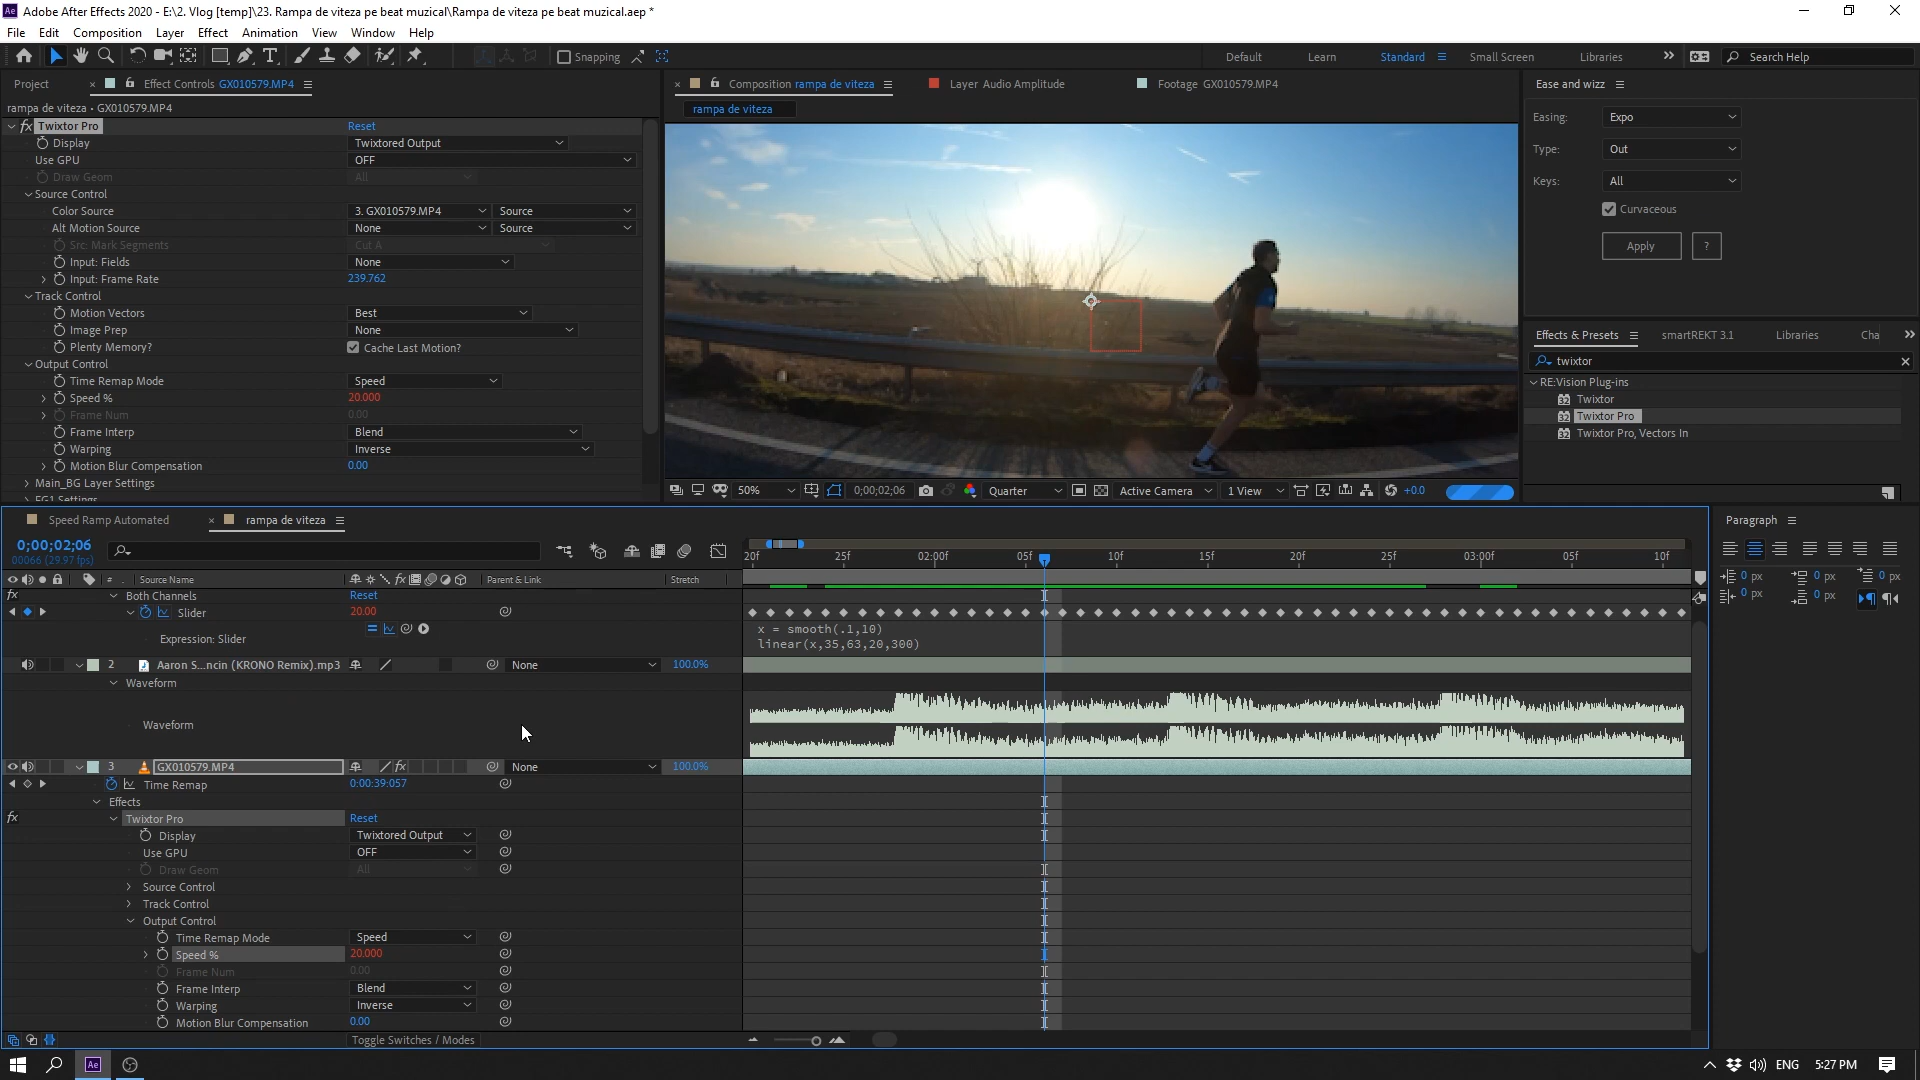 Adobe After Effects 2020 - E:\2. Vlog [temp]\23. Rampa de viteza pe beat muzical\Rampa de viteza pe beat muzical.aep *
File Edit Composition Layer Effect Animation View Window Help
Snapping
Default Learn Standard Small Screen Libraries
Search Help
Project
Effect Controls GX010579.MP4
rampa de viteza • GX010579.MP4
fx Twixtor Pro Reset
Display Twixtored Output
Use GPU OFF
Draw Geom All
Source Control
Color Source 3. GX010579.MP4 Source
Alt Motion Source None Source
Src: Mark Segments Cut A
Input: Fields None
Input: Frame Rate 239.762
Track Control
Motion Vectors Best
Image Prep None
Plenty Memory? Cache Last Motion?
Output Control
Time Remap Mode Speed
Speed % 20.000
Frame Num 0.00
Frame Interp Blend
Warping Inverse
Motion Blur Compensation 0.00
Main_BG Layer Settings
FG1 Settings
Composition rampa de viteza
Layer Audio Amplitude
Footage GX010579.MP4
rampa de viteza
50% 0;00;02;06 Quarter Active Camera 1 View +0.0
Ease and wizz
Easing: Expo
Type: Out
Keys: All
Curvaceous
Apply ?
Effects & Presets smartREKT 3.1 Libraries Cha
twixtor
RE:Vision Plug-ins
Twixtor
Twixtor Pro
Twixtor Pro, Vectors In
Speed Ramp Automated
rampa de viteza
0;00;02;06
00066 (29.97 fps)
20f 25f 02:00f 05f 10f 15f 20f 25f 03:00f 05f 10f
# Source Name fx Parent & Link Stretch
fx Both Channels Reset
Slider 20.00
Expression: Slider
x = smooth(.1,10)
linear(x,35,63,20,300)
2 Aaron S...ncin (KRONO Remix).mp3 None 100.0%
Waveform
Waveform
3 GX010579.MP4 fx None 100.0%
Time Remap 0:00:39:057
Effects
fx Twixtor Pro Reset
Display Twixtored Output
Use GPU OFF
Draw Geom All
Source Control
Track Control
Output Control
Time Remap Mode Speed
Speed % 20.000
Frame Num 0.00
Frame Interp Blend
Warping Inverse
Motion Blur Compensation 0.00
Toggle Switches / Modes
Paragraph
0 px 0 px 0 px
0 px 0 px
Ae
ENG 5:27 PM